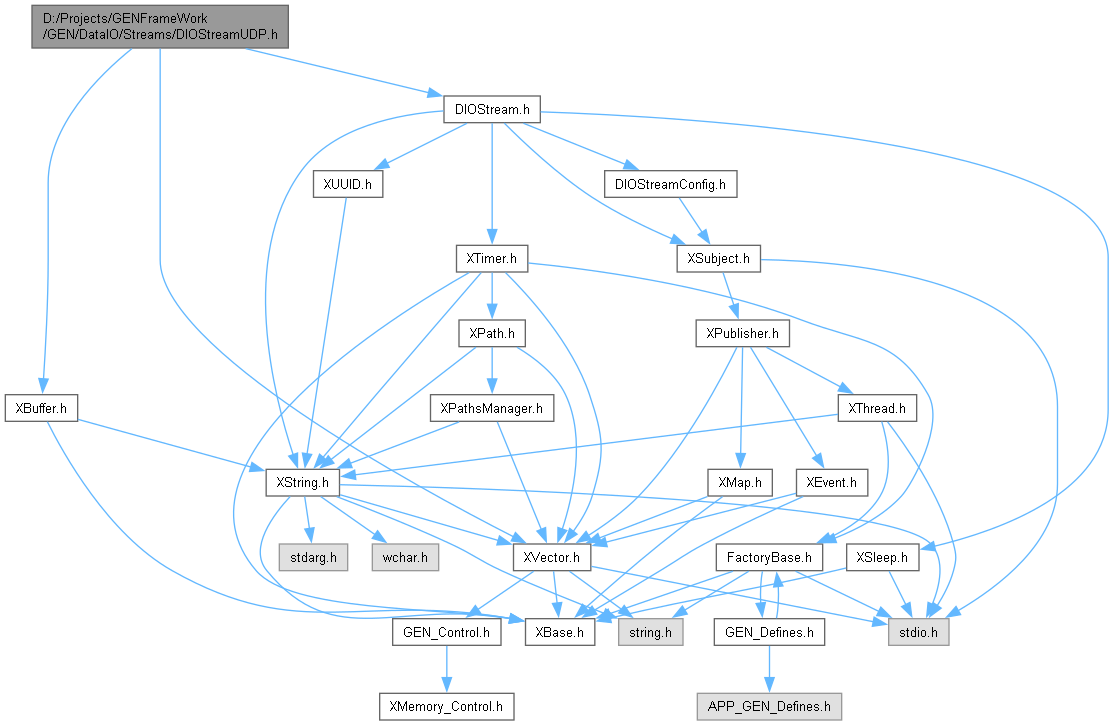 D:/Projects/GENFrameWork
/GEN/DataIO/Streams/DIOStreamUDP.h
DIOStream.h
XUUID.h
DIOStreamConfig.h
XTimer.h
XSubject.h
XPath.h
XPublisher.h
XBuffer.h
XPathsManager.h
XThread.h
XString.h
XMap.h
XEvent.h
stdarg.h
wchar.h
XVector.h
FactoryBase.h
XSleep.h
GEN_Control.h
XBase.h
string.h
GEN_Defines.h
stdio.h
XMemory_Control.h
APP_GEN_Defines.h